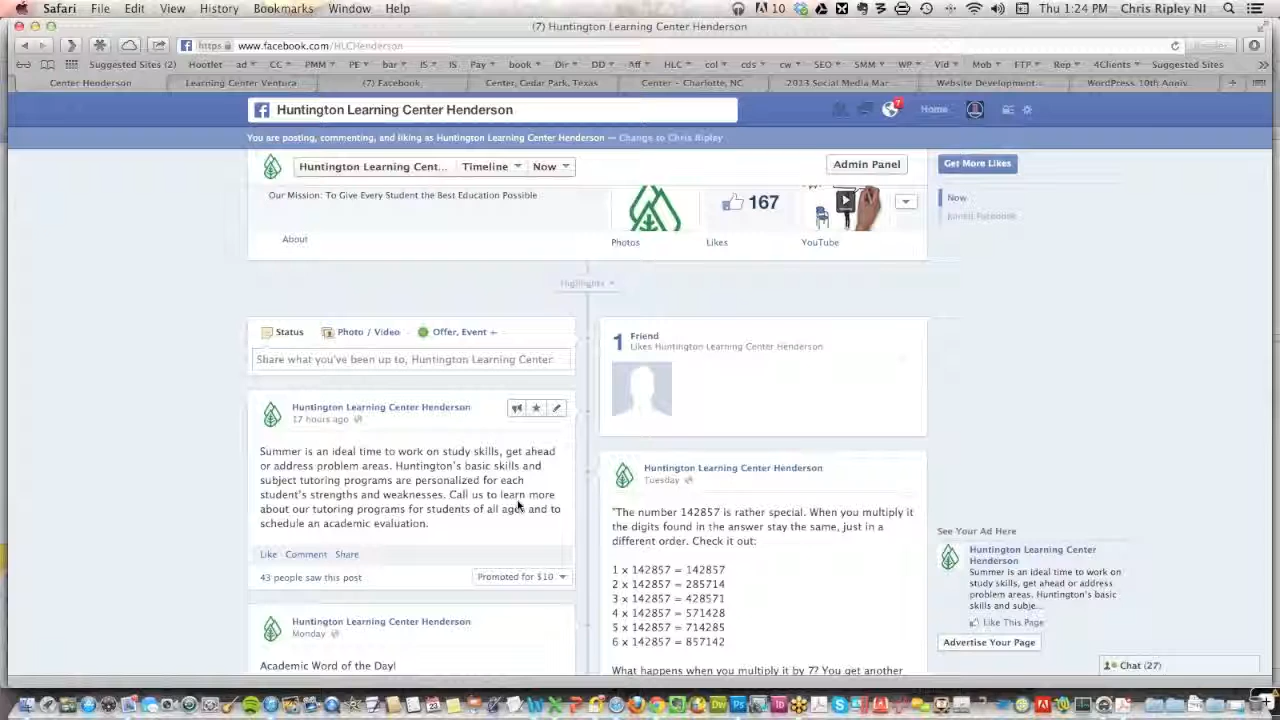 Safari File Edit View History Bookmarks Window Help
10 Thu 1:24 PM Chris Ripley NI
(7) Huntington Learning Center Henderson
https www.facebook.com/HLCHenderson Reader
Suggested Sites (2) Hootlet ad CC PMM PE bar IS IS Pay book Dir DD Aff HLC col cds cw SEO SMM WP Vid Mob FTP Rep 4Clients Suggested Sites
Center Henderson Learning Center Ventura (7) Facebook Center, Cedar Park, Texas Center – Charlotte, NC 2013 Social Media Mar... Website Development... WordPress 10th Anniv...
Huntington Learning Center Henderson
7 Home
You are posting, commenting, and liking as Huntington Learning Center Henderson — Change to Chris Ripley
Huntington Learning Cent... Timeline Now Admin Panel
Get More Likes
Our Mission: To Give Every Student the Best Education Possible
167
Now
Joined Facebook
About
Photos Likes YouTube
Highlights
Status Photo / Video Offer, Event +
Share what you've been up to, Huntington Learning Center
1 Friend
Likes Huntington Learning Center Henderson
Huntington Learning Center Henderson
17 hours ago
Summer is an ideal time to work on study skills, get ahead
or address problem areas. Huntington's basic skills and
subject tutoring programs are personalized for each
student's strengths and weaknesses. Call us to learn more
about our tutoring programs for students of all ages and to
schedule an academic evaluation.
Like Comment Share
43 people saw this post Promoted for $10
Huntington Learning Center Henderson
Monday
Academic Word of the Day!
Huntington Learning Center Henderson
Tuesday
"The number 142857 is rather special. When you multiply it
the digits found in the answer stay the same, just in a
different order. Check it out:
1 x 142857 = 142857
2 x 142857 = 285714
3 x 142857 = 428571
4 x 142857 = 571428
5 x 142857 = 714285
6 x 142857 = 857142
What happens when you multiply it by 7? You get another
See Your Ad Here
Huntington Learning Center
Henderson
Summer is an ideal time to work on
study skills, get ahead or address
problem areas. Huntington's basic
skills and subje...
Like This Page
Advertise Your Page
Chat (27)